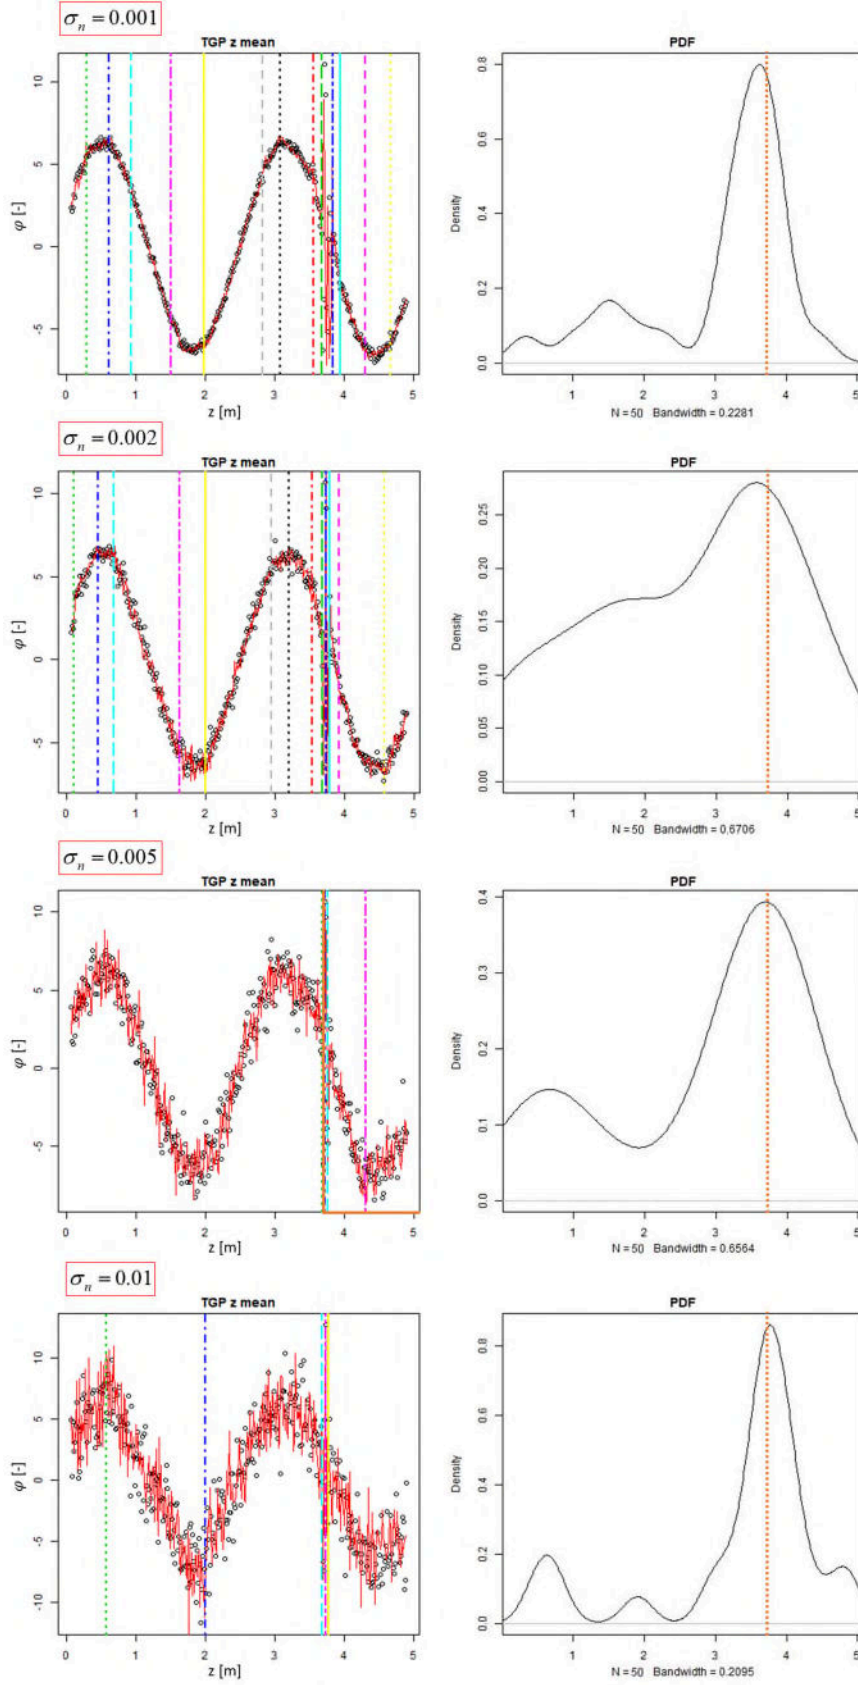 σn = 0.001
TGP z mean
PDF
10
5
0
-5
φ [-]
0 1 2 3 4 5
z [m]
0.8
0.6
0.4
0.2
0.0
Density
1 2 3 4 5
N = 50 Bandwidth = 0.2281
σn = 0.002
TGP z mean
PDF
10
5
0
-5
φ [-]
0 1 2 3 4 5
z [m]
0.25
0.20
0.15
0.10
0.05
0.00
Density
1 2 3 4 5
N = 50 Bandwidth = 0.6706
σn = 0.005
TGP z mean
PDF
10
5
0
-5
φ [-]
0 1 2 3 4 5
z [m]
0.4
0.3
0.2
0.1
0.0
Density
1 2 3 4 5
N = 50 Bandwidth = 0.6564
σn = 0.01
TGP z mean
PDF
10
5
0
-5
-10
φ [-]
0 1 2 3 4 5
z [m]
0.8
0.6
0.4
0.2
0.0
Density
1 2 3 4 5
N = 50 Bandwidth = 0.2095